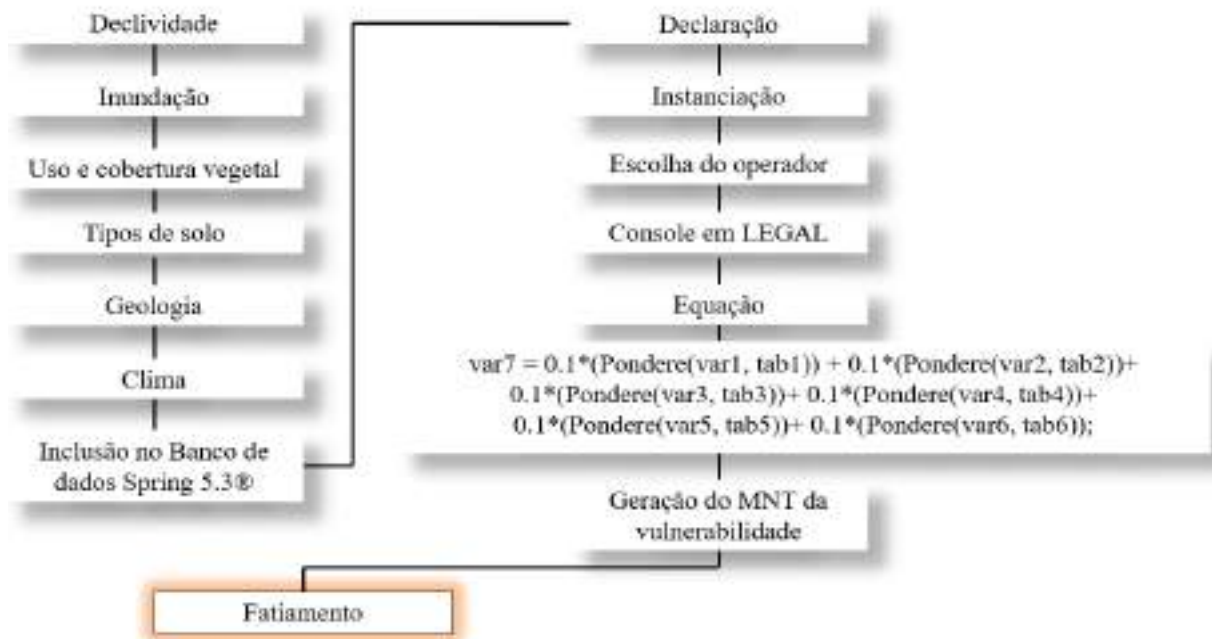 Declividade
Inundação
Uso e cobertura vegetal
Tipos de solo
Geologia
Clima
Inclusão no Banco de
dados Spring 5.3®
Declaração
Instanciação
Escolha do operador
Console em LEGAL
Equação
var7 = 0.1*(Pondere(var1, tab1)) + 0.1*(Pondere(var2, tab2))+
0.1*(Pondere(var3, tab3))+ 0.1*(Pondere(var4, tab4))+
0.1*(Pondere(var5, tab5))+ 0.1*(Pondere(var6, tab6));
Geração do MNT da
vulnerabilidade
Fatiamento